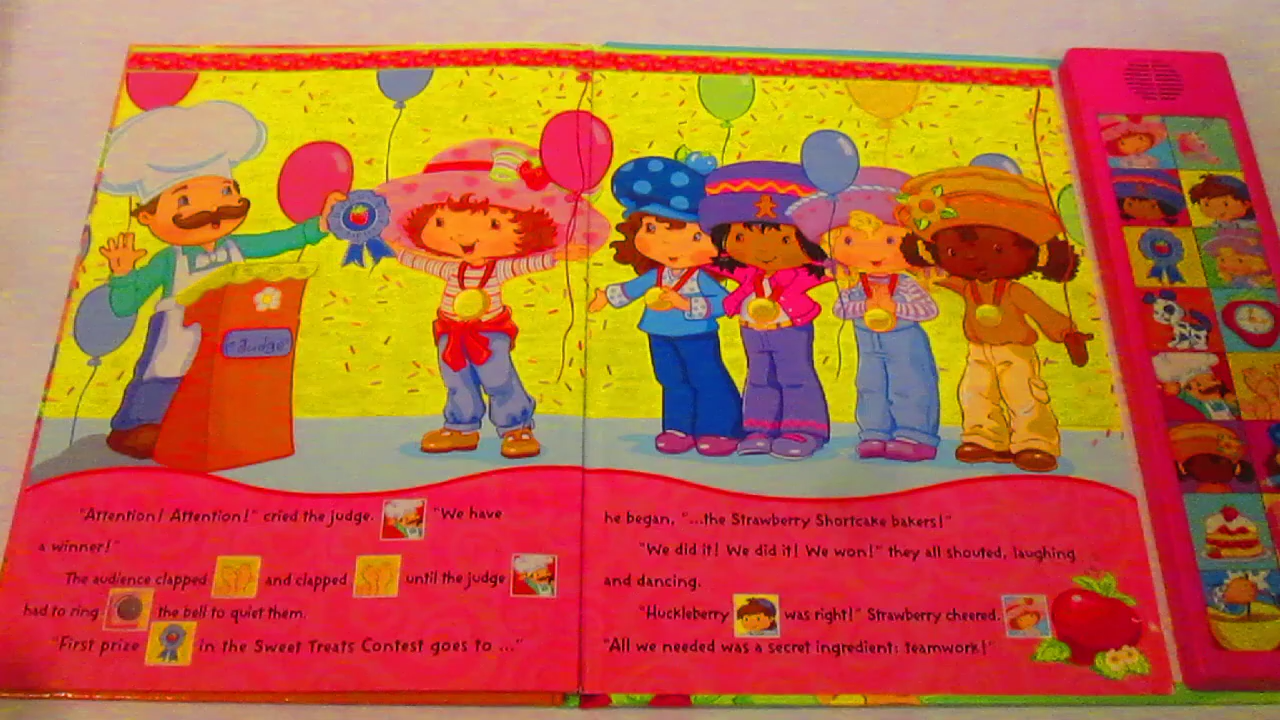 Judge
"Attention! Attention!" cried the judge. "We have
a winner!"
The audience clapped and clapped until the judge
had to ring the bell to quiet them.
"First prize in the Sweet Treats Contest goes to ..."
he began, "...the Strawberry Shortcake bakers!"
"We did it! We did it! We won!" they all shouted, laughing
and dancing.
"Huckleberry was right!" Strawberry cheered.
"All we needed was a secret ingredient: teamwork!"